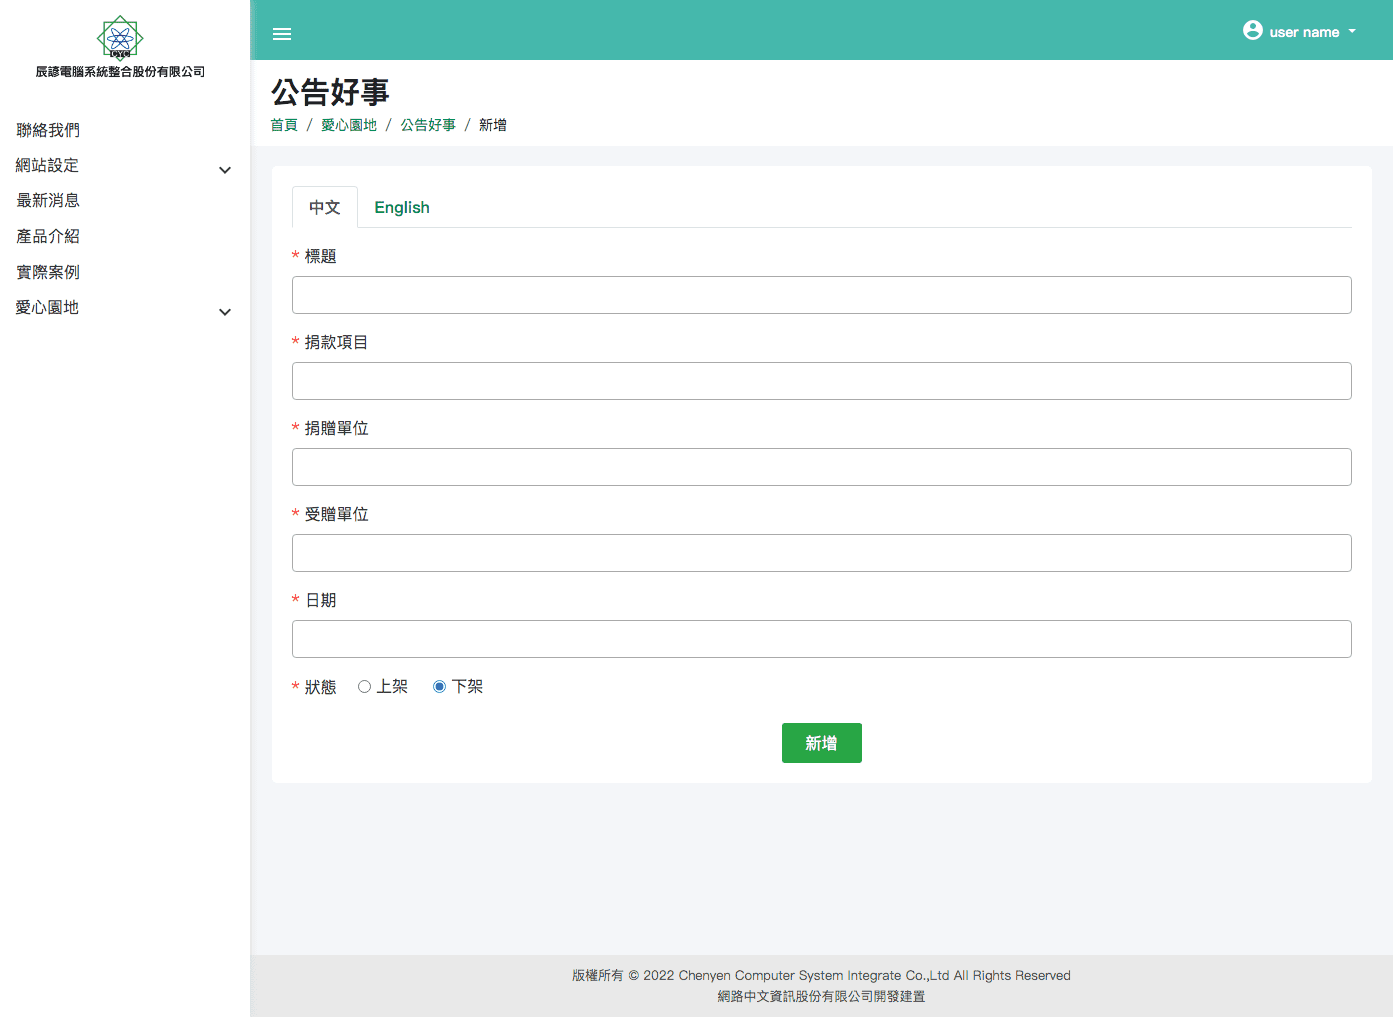 CYC
辰諺電腦系統整合股份有限公司
聯絡我們
網站設定
最新消息
產品介紹
實際案例
愛心園地
user name
公告好事
首頁 / 愛心園地 / 公告好事 / 新增
中文 English
* 標題
* 捐款項目
* 捐贈單位
* 受贈單位
* 日期
* 狀態 上架 下架
新增
版權所有 © 2022 Chenyen Computer System Integrate Co.,Ltd All Rights Reserved
網路中文資訊股份有限公司開發建置